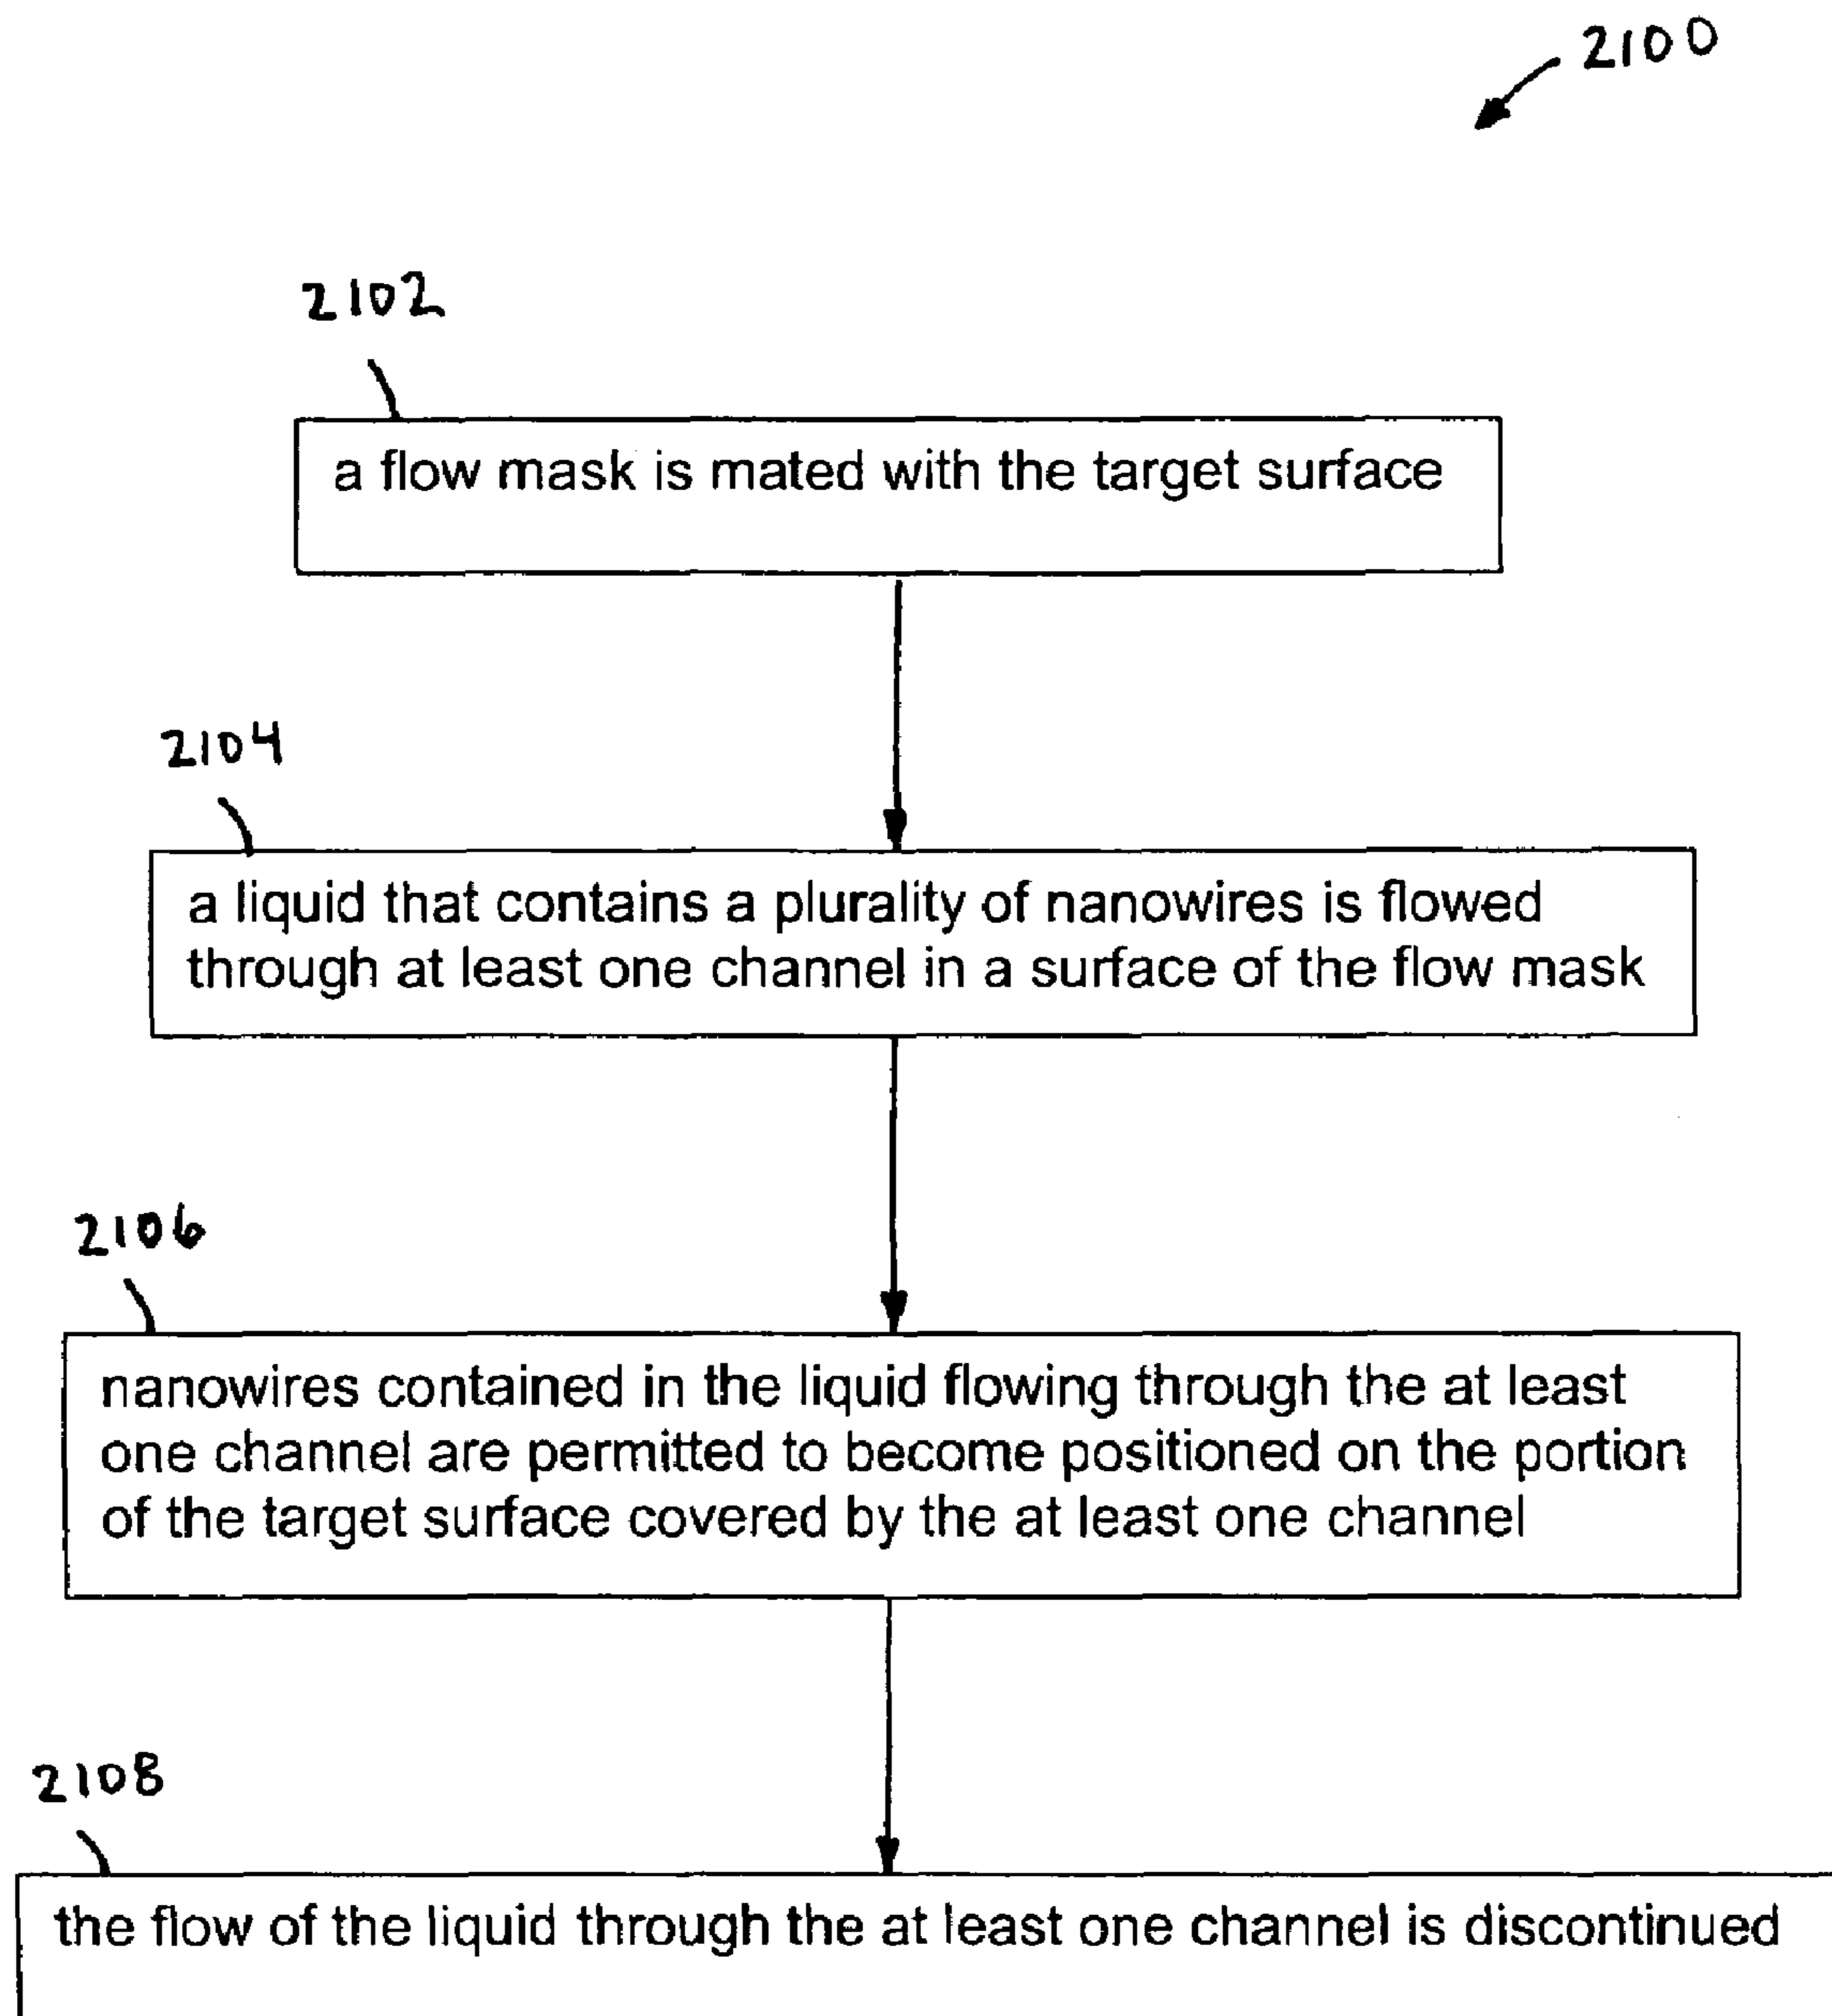 2100
2102
a flow mask is mated with the target surface
2104
a liquid that contains a plurality of nanowires is flowed
through at least one channel in a surface of the flow mask
2106
nanowires contained in the liquid flowing through the at least
one channel are permitted to become positioned on the portion
of the target surface covered by the at least one channel
2108
the flow of the liquid through the at least one channel is discontinued